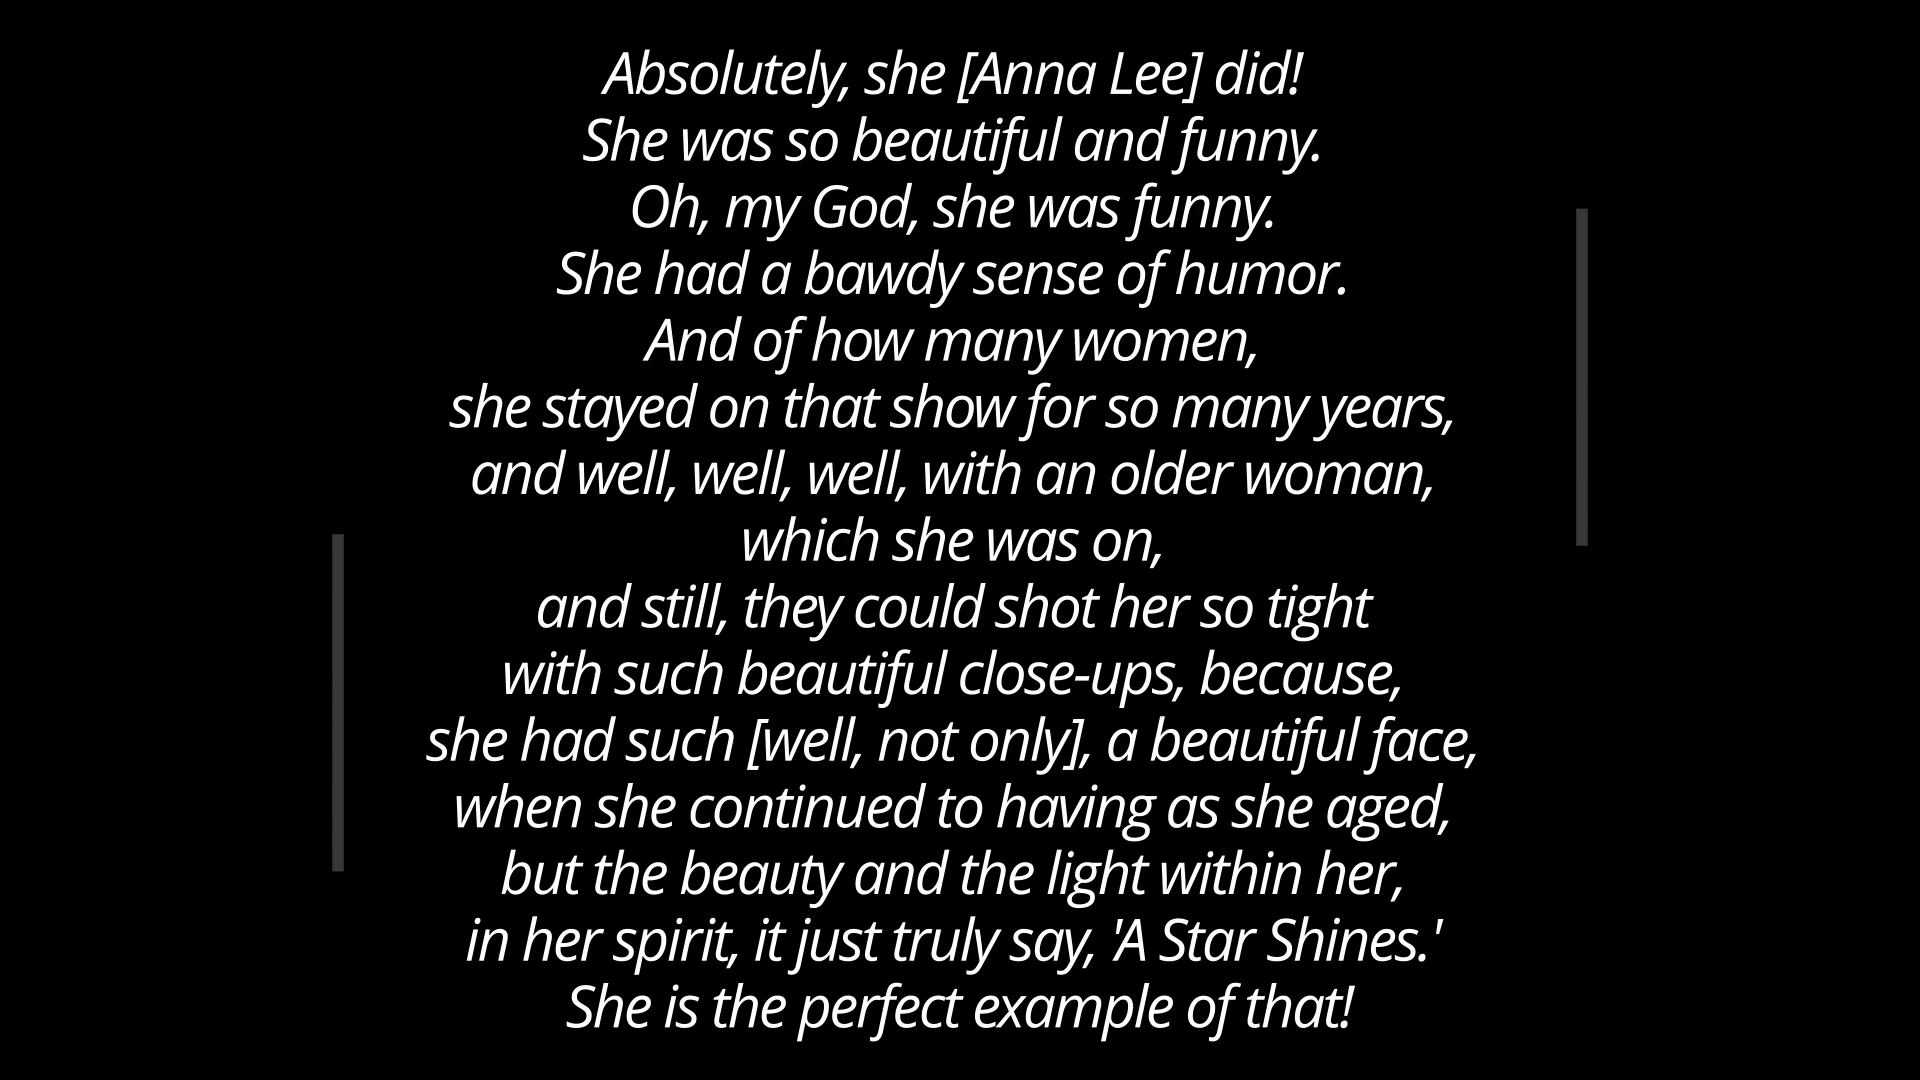 Absolutely, she [Anna Lee] did!
She was so beautiful and funny.
Oh, my God, she was funny.
She had a bawdy sense of humor.
And of how many women,
she stayed on that show for so many years,
and well, well, well, with an older woman,
which she was on,
and still, they could shot her so tight
with such beautiful close-ups, because,
she had such [well, not only], a beautiful face,
when she continued to having as she aged,
but the beauty and the light within her,
in her spirit, it just truly say, 'A Star Shines.'
She is the perfect example of that!